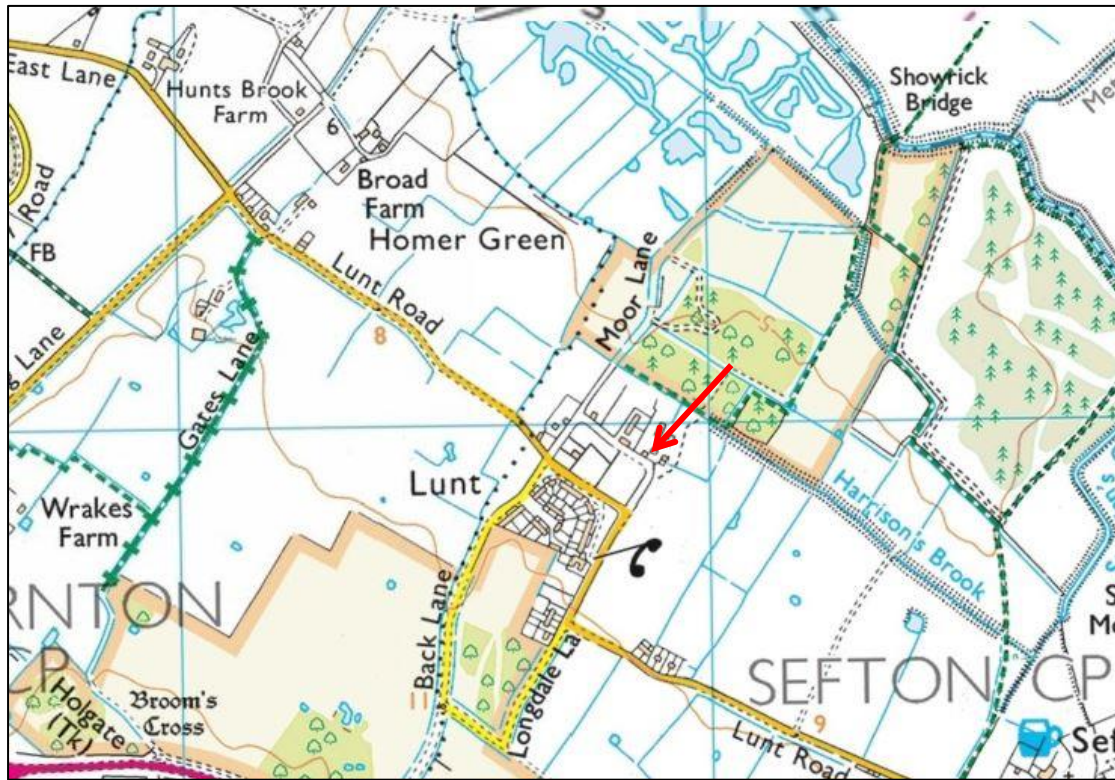 East Lane
Hunts Brook
Farm
6
Showrick
Bridge
Road
FB
Broad
Farm
Homer Green
Lunt Road
8
Moor Lane
5
Lane
Gates Lane
Wrakes
Farm
Lunt
Harrison's Brook
CP
Holgate
(Tk)
Broom's
Cross
Back Lane
11
Longdale La
SEFTON CP
Lunt Road
9